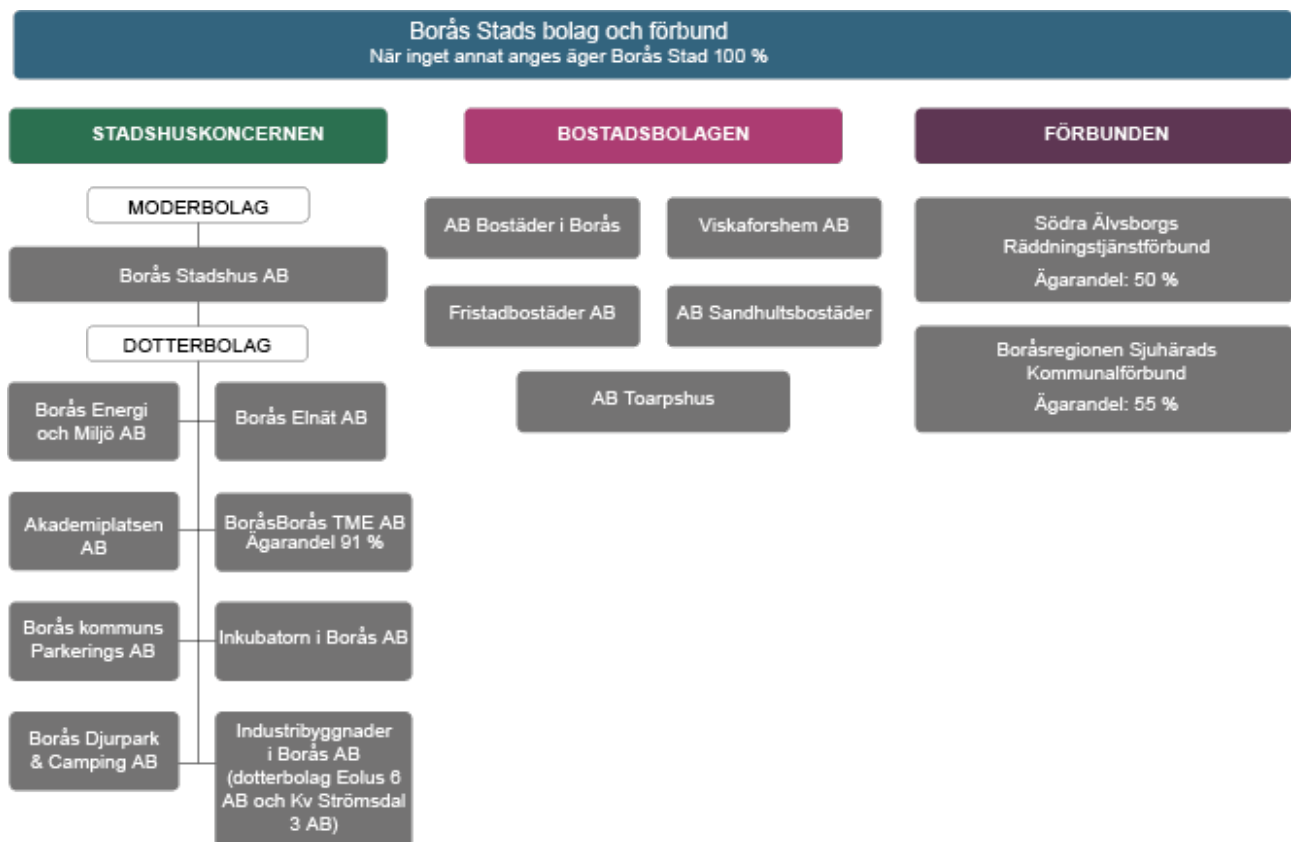 Borås Stads bolag och förbund
När inget annat anges äger Borås Stad 100 %
STADSHUSKONCERNEN
MODERBOLAG
Borås Stadshus AB
DOTTERBOLAG
Borås Energi
och Miljö AB
Borås Elnät AB
Akademiplatsen
AB
BoråsBorås TME AB
Ägarandel 91 %
Borås kommuns
Parkerings AB
Inkubatorn i Borås AB
Borås Djurpark
& Camping AB
Industribyggnader
i Borås AB
(dotterbolag Eolus 6
AB och Kv Strömsdal
3 AB)
BOSTADSBOLAGEN
AB Bostäder i Borås
Viskaforshem AB
Fristadbostäder AB
AB Sandhultsbostäder
AB Toarpshus
FÖRBUNDEN
Södra Älvsborgs
Räddningstjänstförbund
Ägarandel: 50 %
Boråsregionen Sjuhärads
Kommunalförbund
Ägarandel: 55 %